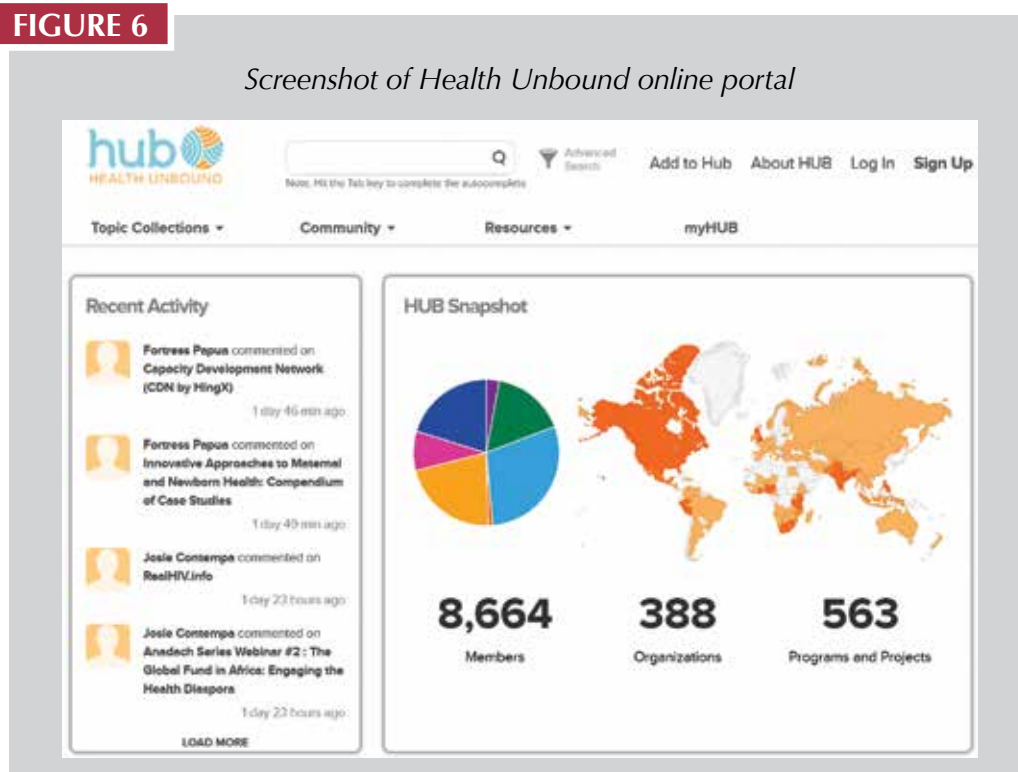 FIGURE 6
Screenshot of Health Unbound online portal
hub
HEALTH UNBOUND
Note: Hit the Tab key to complete the autocomplete
Advanced
Search
Add to Hub About HUB Log In Sign Up
Topic Collections Community Resources myHUB
Recent Activity
Fortress Papua commented on
Capacity Development Network
(CDN by HingX)
1 day 46 min ago
Fortress Papua commented on
Innovative Approaches to Maternal
and Newborn Health: Compendium
of Case Studies
1 day 49 min ago
Josie Contempa commented on
RealHIV.info
1 day 23 hours ago
Josie Contempa commented on
Anadach Series Webinar #2 : The
Global Fund in Africa: Engaging the
Health Diaspora
1 day 23 hours ago
LOAD MORE
HUB Snapshot
8,664 388 563
Members Organizations Programs and Projects